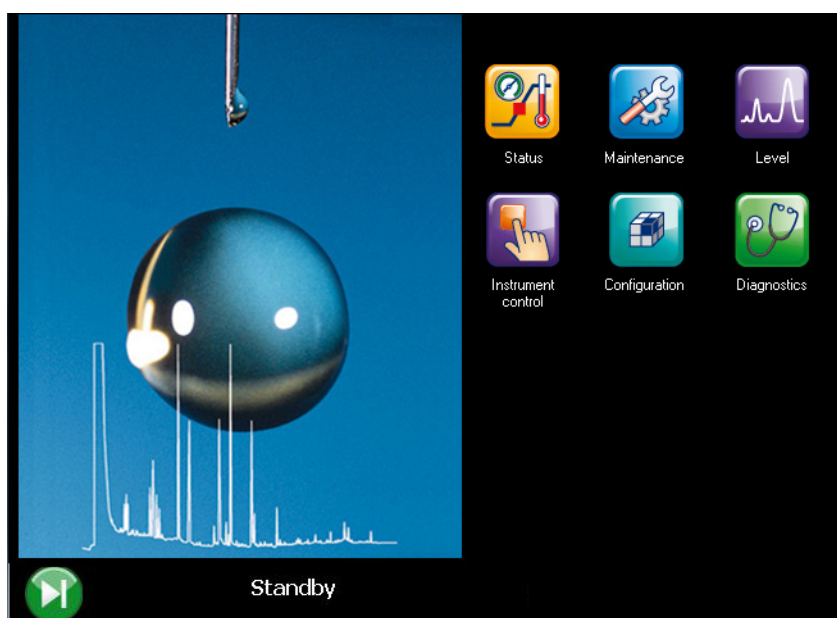 Status
Maintenance
Level
Instrument
control
Configuration
Diagnostics
Standby